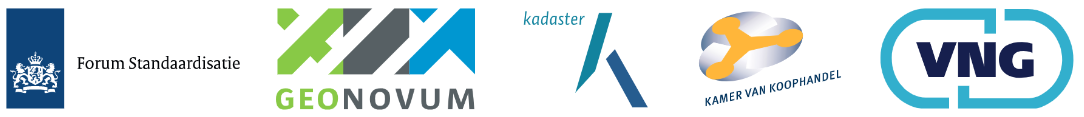 Forum Standaardisatie
GEONOVUM
kadaster
KAMER VAN KOOPHANDEL
VNG